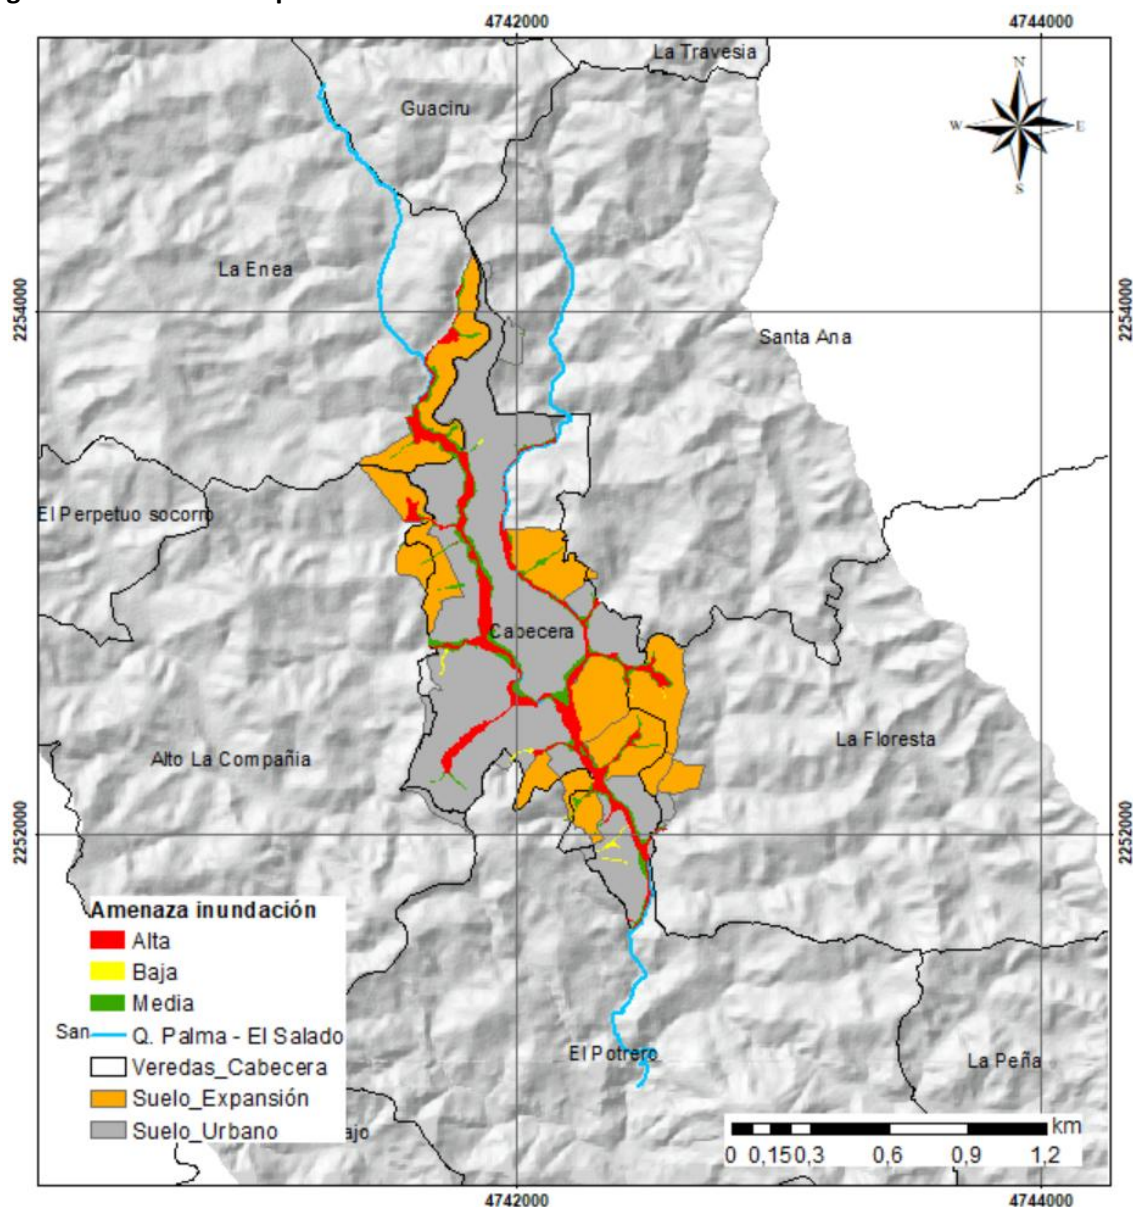 4742000
4744000
La Travesia
N
Guaciru
W
E
S
La Enea
2254000
2254000
Santa Ana
El Perpetuo socorro
Cabecera
La Floresta
Alto La Compañia
2252000
2252000
Amenaza inundación
Alta
Baja
Media
San
Q. Palma - El Salado
El Potrero
La Peña
Veredas_Cabecera
Suelo_Expansión
Suelo_Urbano
ajo
km
0 0,15 0,3 0,6 0,9 1,2
4742000
4744000